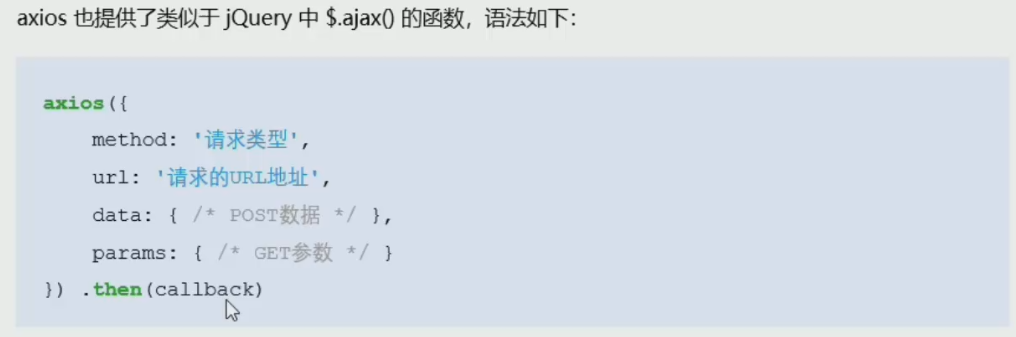 axios 也提供了类似于 jQuery 中 $.ajax() 的函数，语法如下：
axios({
    method: '请求类型',
    url: '请求的URL地址',
    data: { /* POST数据 */ },
    params: { /* GET参数 */ }
}) .then(callback)